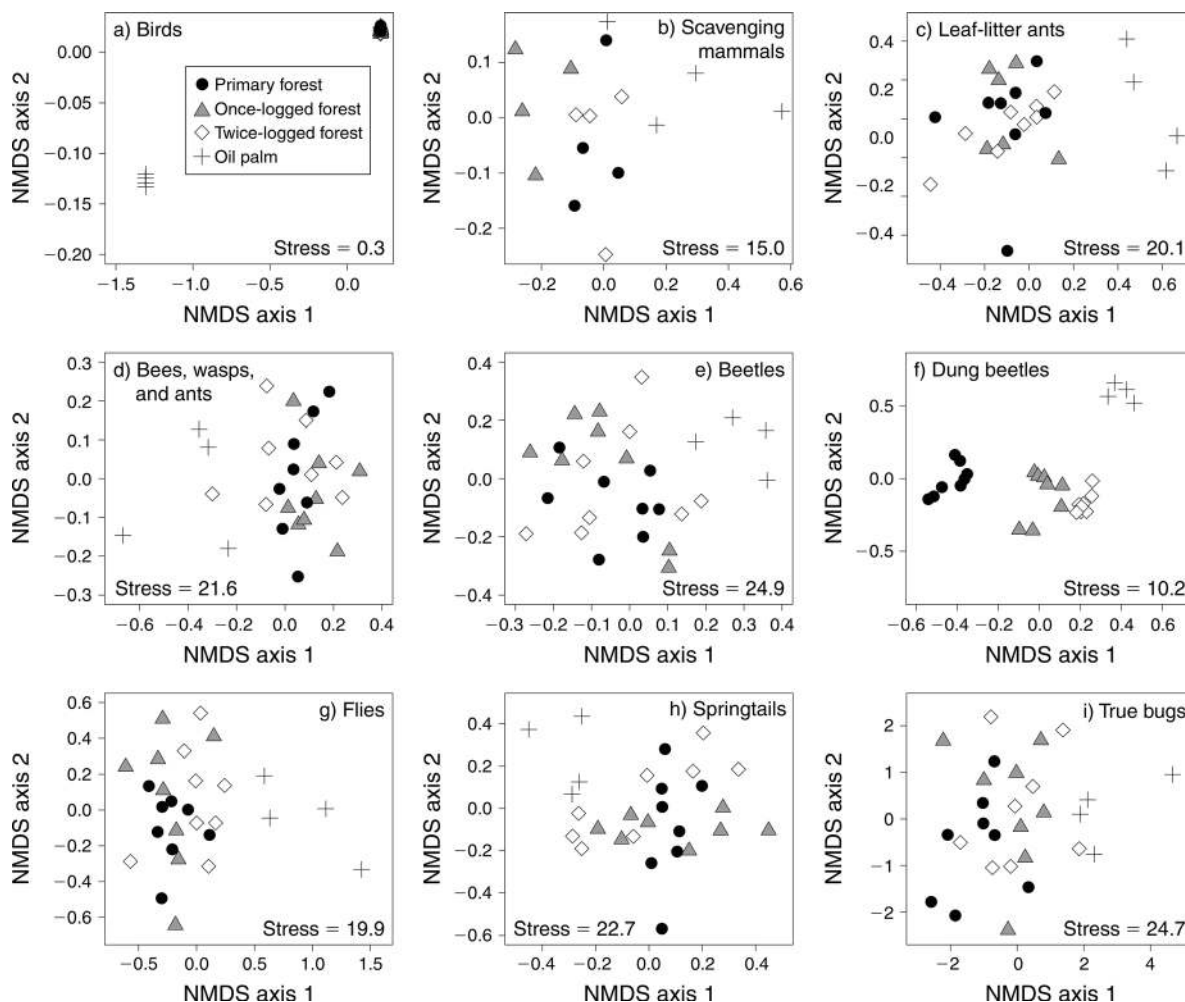 a) Birds
Primary forest
Once-logged forest
Twice-logged forest
Oil palm
Stress = 0.3
0.00
−0.05
−0.10
−0.15
−0.20
NMDS axis 2
−1.5
−1.0
−0.5
0.0
NMDS axis 1
b) Scavenging
mammals
Stress = 15.0
0.1
0.0
−0.1
−0.2
NMDS axis 2
−0.2
0.0
0.2
0.4
0.6
NMDS axis 1
c) Leaf-litter ants
Stress = 20.1
0.4
0.2
0.0
−0.2
−0.4
NMDS axis 2
−0.4
−0.2
0.0
0.2
0.4
0.6
NMDS axis 1
d) Bees, wasps,
and ants
Stress = 21.6
0.3
0.2
0.1
0.0
−0.1
−0.2
−0.3
NMDS axis 2
−0.6
−0.4
−0.2
0.0
0.2
0.4
NMDS axis 1
e) Beetles
Stress = 24.9
0.4
0.2
0.0
−0.2
−0.4
NMDS axis 2
−0.3
−0.2
−0.1
0.0
0.1
0.2
0.3
0.4
NMDS axis 1
f) Dung beetles
Stress = 10.2
0.5
0.0
−0.5
NMDS axis 2
−0.6
−0.4
−0.2
0.0
0.2
0.4
0.6
NMDS axis 1
g) Flies
Stress = 19.9
0.6
0.4
0.2
0.0
−0.2
−0.4
−0.6
NMDS axis 2
−0.5
0.0
0.5
1.0
1.5
NMDS axis 1
h) Springtails
Stress = 22.7
0.4
0.2
0.0
−0.2
−0.4
−0.6
NMDS axis 2
−0.4
−0.2
0.0
0.2
0.4
NMDS axis 1
i) True bugs
Stress = 24.7
2
1
0
−1
−2
NMDS axis 2
−2
0
2
4
NMDS axis 1